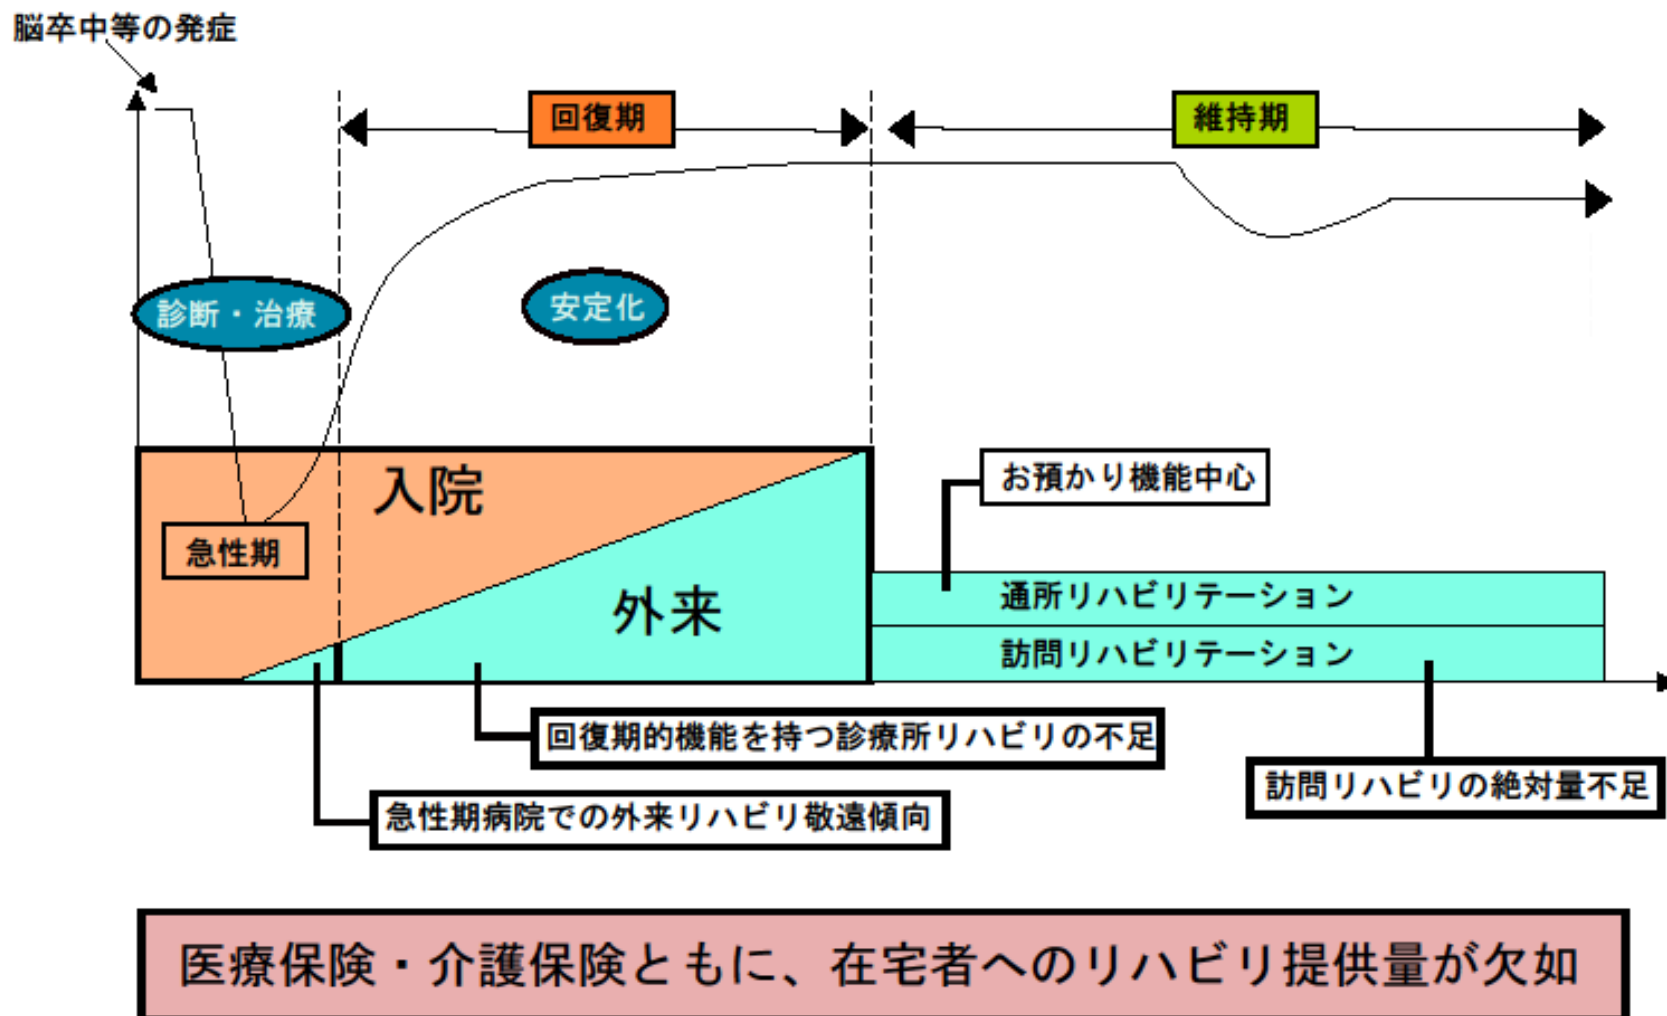 脳卒中等の発症
回復期
維持期
診断・治療
安定化
入院
急性期
外来
お預かり機能中心
通所リハビリテーション
訪問リハビリテーション
回復期的機能を持つ診療所リハビリの不足
訪問リハビリの絶対量不足
急性期病院での外来リハビリ敬遠傾向
医療保険・介護保険ともに、在宅者へのリハビリ提供量が欠如